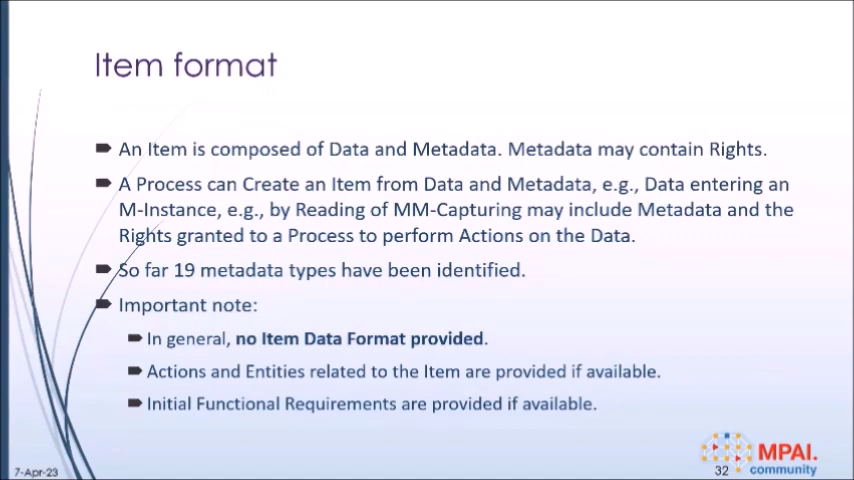 Item format
An Item is composed of Data and Metadata. Metadata may contain Rights.
A Process can Create an Item from Data and Metadata, e.g., Data entering an
M-Instance, e.g., by Reading of MM-Capturing may include Metadata and the
Rights granted to a Process to perform Actions on the Data.
So far 19 metadata types have been identified.
Important note:
In general, no Item Data Format provided.
Actions and Entities related to the Item are provided if available.
Initial Functional Requirements are provided if available.
7-Apr-23
32
MPAI.
community